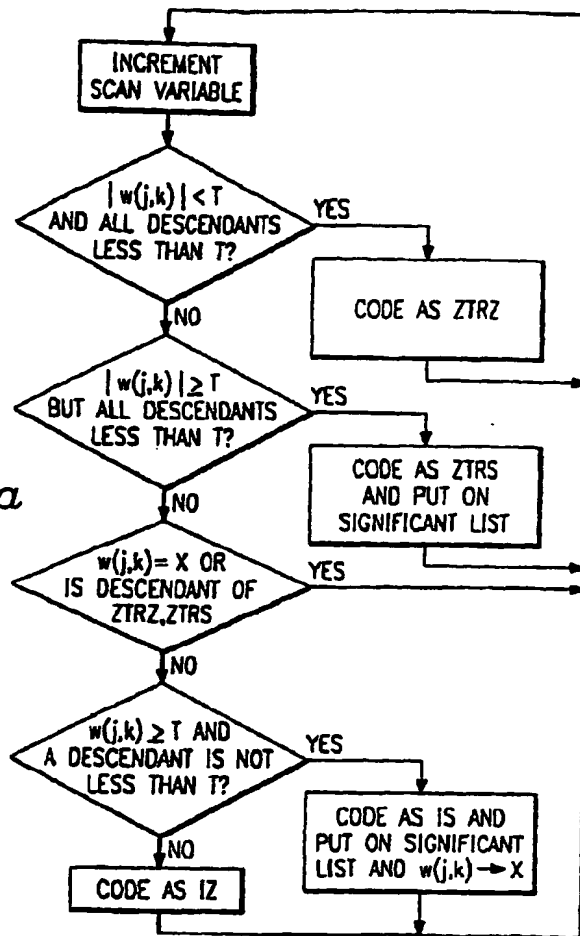 INCREMENT
SCAN VARIABLE
| w(j,k) | < T
AND ALL DESCENDANTS
LESS THAN T?
YES
CODE AS ZTRZ
NO
| w(j,k) | ≥ T
BUT ALL DESCENDANTS
LESS THAN T?
YES
CODE AS ZTRS
AND PUT ON
SIGNIFICANT LIST
a
NO
w(j,k)= X OR
IS DESCENDANT OF
ZTRZ,ZTRS
YES
NO
w(j,k) ≥ T AND
A DESCENDANT IS NOT
LESS THAN T?
YES
CODE AS IS AND
PUT ON SIGNIFICANT
LIST AND w(j,k) → X
NO
CODE AS IZ